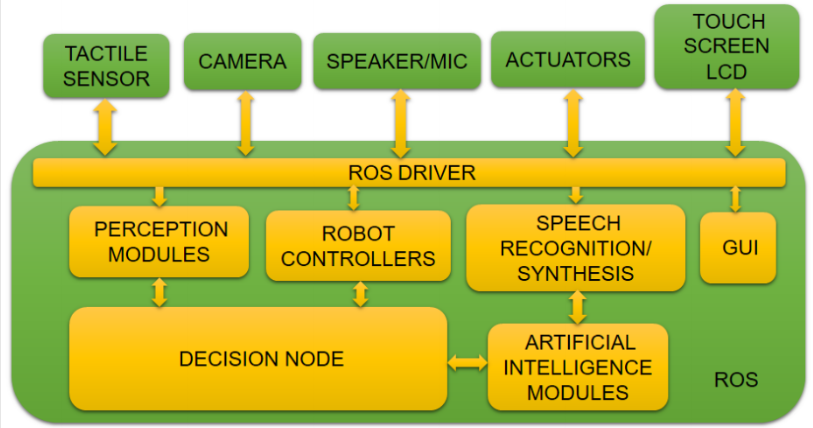 TACTILE
SENSOR
CAMERA
SPEAKER/MIC
ACTUATORS
TOUCH
SCREEN
LCD
ROS DRIVER
PERCEPTION
MODULES
ROBOT
CONTROLLERS
SPEECH
RECOGNITION/
SYNTHESIS
GUI
DECISION NODE
ARTIFICIAL
INTELLIGENCE
MODULES
ROS